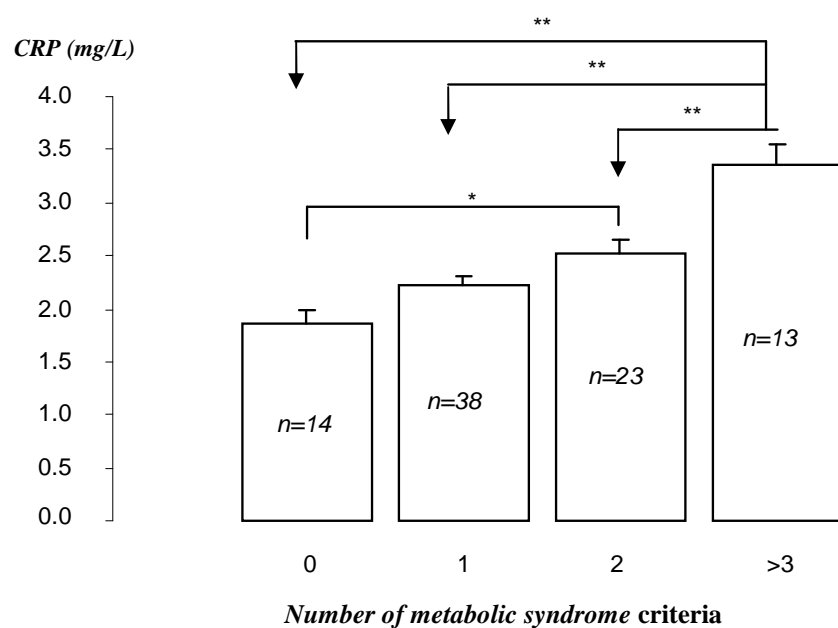 **
CRP (mg/L)
**
4.0
**
3.5
3.0
*
2.5
2.0
n=13
1.5
n=23
n=38
1.0
n=14
0.5
0.0
0 1 2 >3
Number of metabolic syndrome criteria